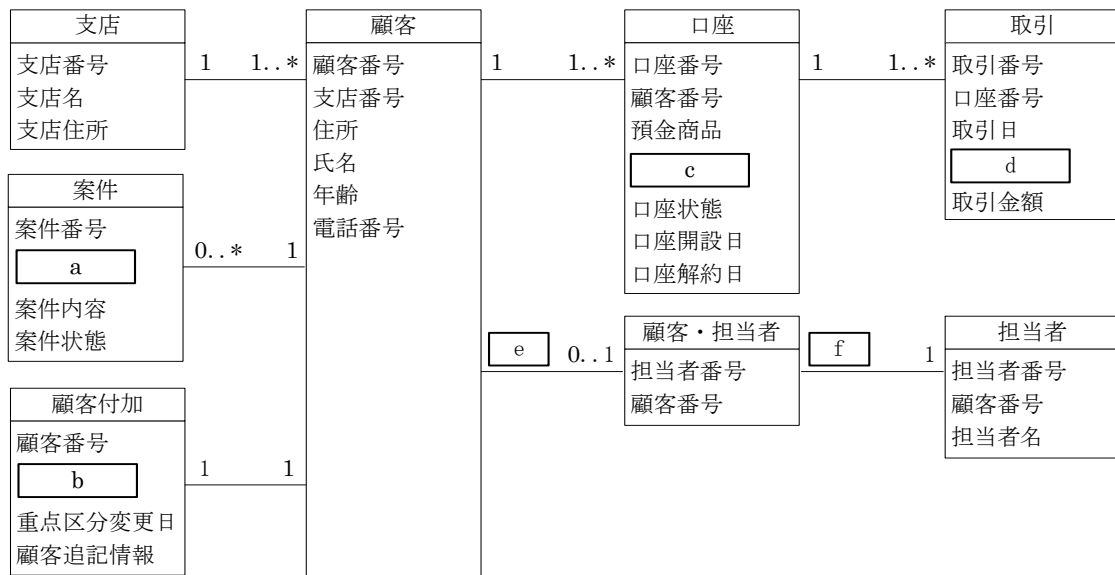 支店
支店番号
支店名
支店住所
1
1..*
顧客
顧客番号
支店番号
住所
氏名
年齢
電話番号
1
1..*
口座
口座番号
顧客番号
預金商品
c
口座状態
口座開設日
口座解約日
1
1..*
取引
取引番号
口座番号
取引日
d
取引金額
案件
案件番号
a
案件内容
案件状態
0..*
1
e
0..1
顧客・担当者
担当者番号
顧客番号
f
1
担当者
担当者番号
顧客番号
担当者名
顧客付加
顧客番号
b
重点区分変更日
顧客追記情報
1
1